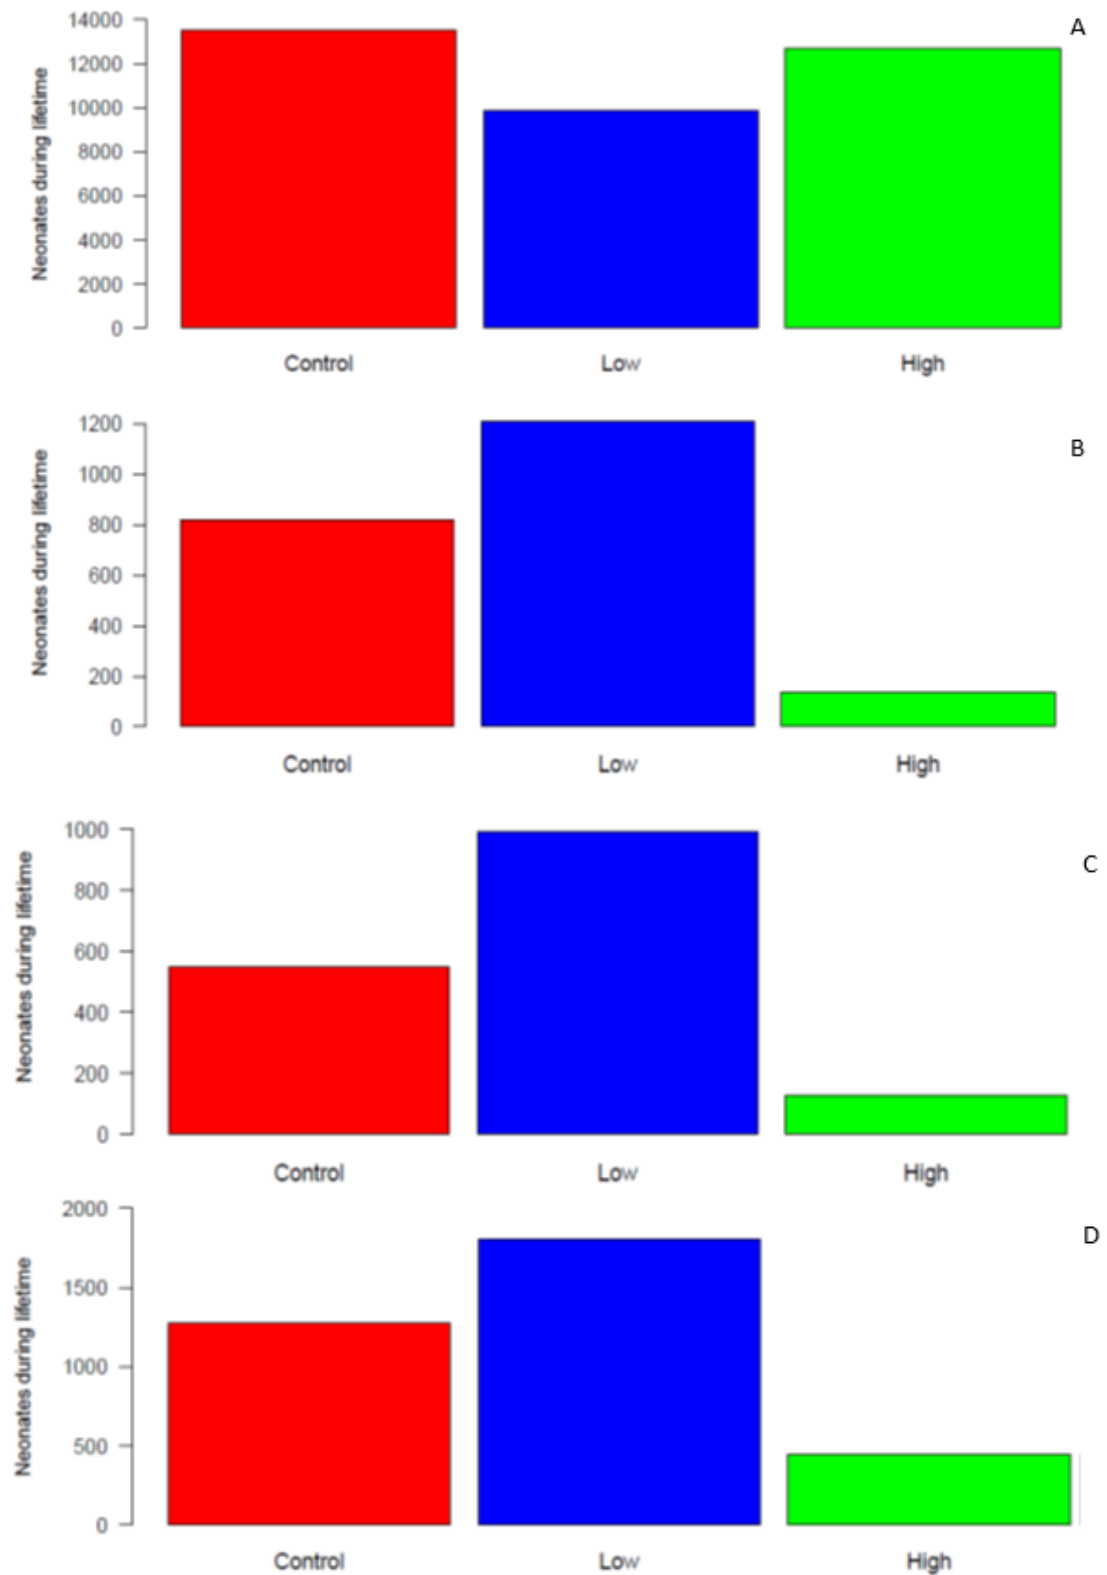 A
Neonates during lifetime
14000
12000
10000
8000
6000
4000
2000
0
Control Low High
B
Neonates during lifetime
1200
1000
800
600
400
200
0
Control Low High
C
Neonates during lifetime
1000
800
600
400
200
0
Control Low High
D
Neonates during lifetime
2000
1500
1000
500
0
Control Low High